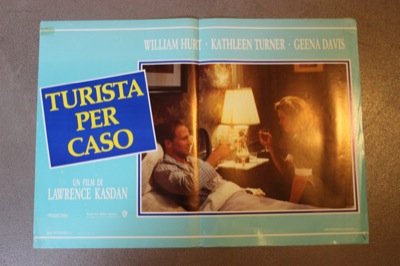 WILLIAM HURT · KATHLEEN TURNER · GEENA DAVIS
TURISTA
PER
CASO
UN FILM DI
LAWRENCE KASDAN